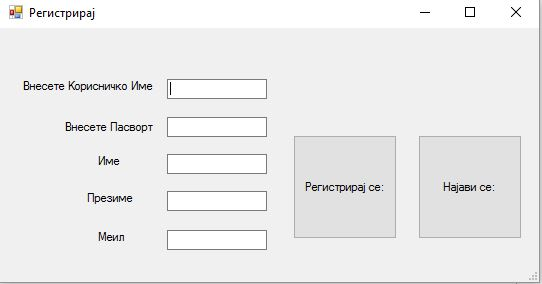 Регистрирај
Внесете Корисничко Име
Внесете Пасворт
Име
Презиме
Меил
Регистрирај се:
Најави се: